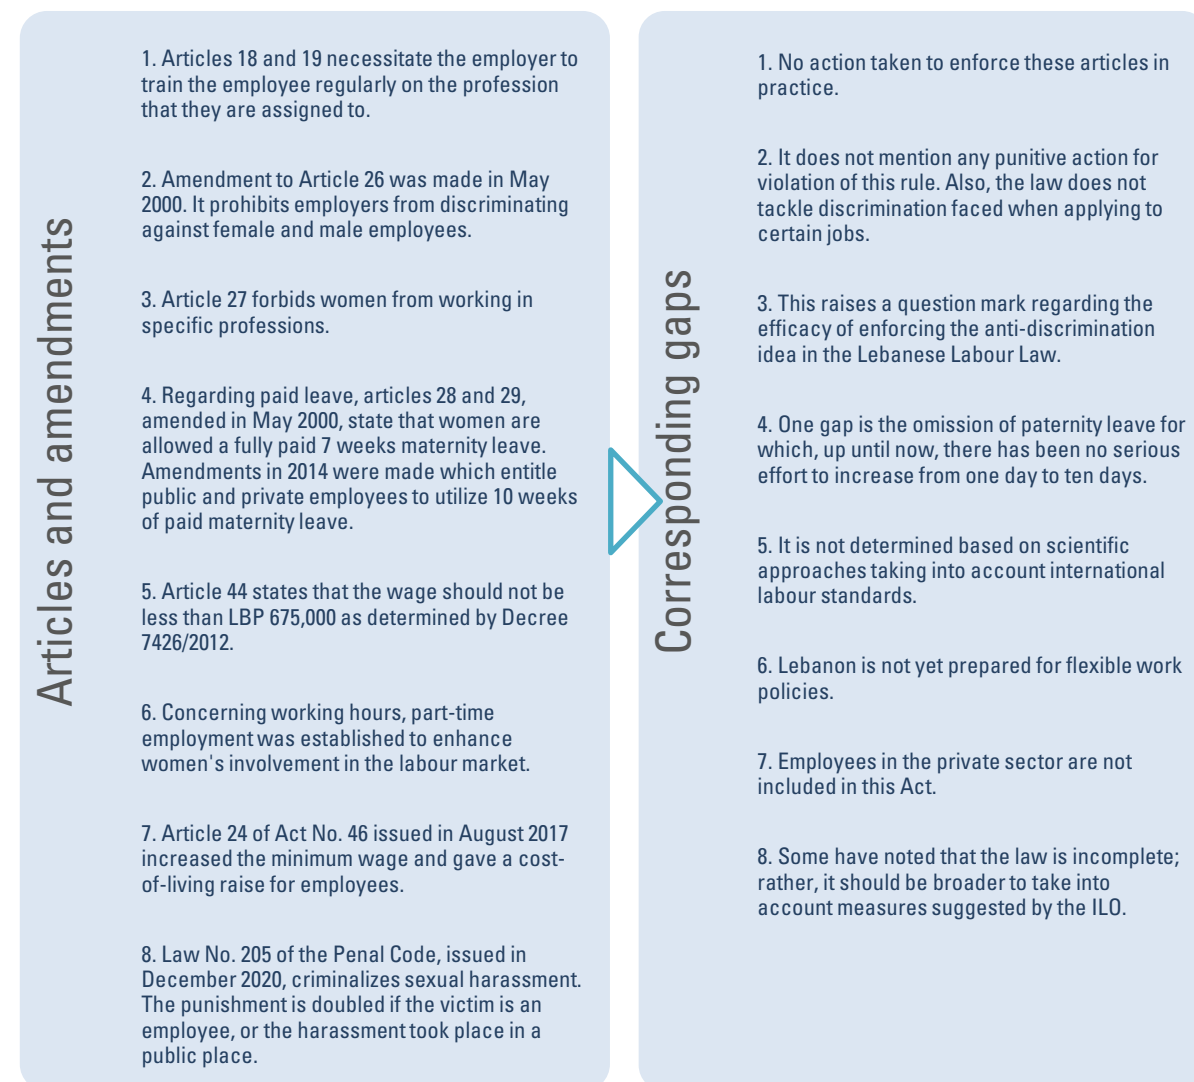 Articles and amendments
1. Articles 18 and 19 necessitate the employer to
train the employee regularly on the profession
that they are assigned to.
2. Amendment to Article 26 was made in May
2000. It prohibits employers from discriminating
against female and male employees.
3. Article 27 forbids women from working in
specific professions.
4. Regarding paid leave, articles 28 and 29,
amended in May 2000, state that women are
allowed a fully paid 7 weeks maternity leave.
Amendments in 2014 were made which entitle
public and private employees to utilize 10 weeks
of paid maternity leave.
5. Article 44 states that the wage should not be
less than LBP 675,000 as determined by Decree
7426/2012.
6. Concerning working hours, part-time
employment was established to enhance
women's involvement in the labour market.
7. Article 24 of Act No. 46 issued in August 2017
increased the minimum wage and gave a cost-
of-living raise for employees.
8. Law No. 205 of the Penal Code, issued in
December 2020, criminalizes sexual harassment.
The punishment is doubled if the victim is an
employee, or the harassment took place in a
public place.
Corresponding gaps
1. No action taken to enforce these articles in
practice.
2. It does not mention any punitive action for
violation of this rule. Also, the law does not
tackle discrimination faced when applying to
certain jobs.
3. This raises a question mark regarding the
efficacy of enforcing the anti-discrimination
idea in the Lebanese Labour Law.
4. One gap is the omission of paternity leave for
which, up until now, there has been no serious
effort to increase from one day to ten days.
5. It is not determined based on scientific
approaches taking into account international
labour standards.
6. Lebanon is not yet prepared for flexible work
policies.
7. Employees in the private sector are not
included in this Act.
8. Some have noted that the law is incomplete;
rather, it should be broader to take into
account measures suggested by the ILO.